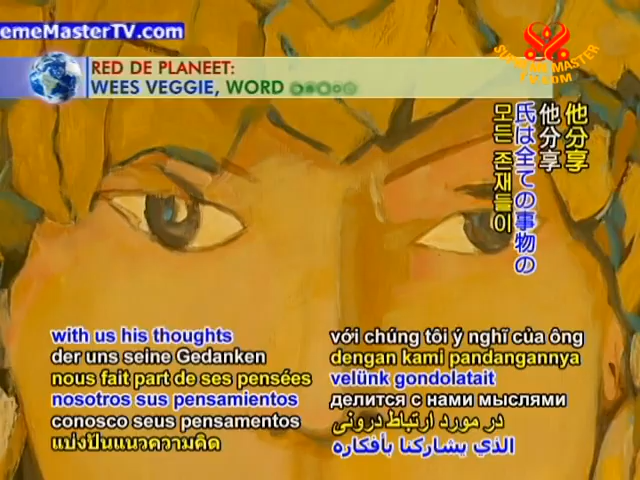 emeMasterTV.com
SUPREME MASTER
TV.COM
RED DE PLANEET:
WEES VEGGIE, WORD
他分享
他分享
氏は全ての事物の
모든 존재들이
with us his thoughts
der uns seine Gedanken
nous fait part de ses pensées
nosotros sus pensamientos
conosco seus pensamentos
แบ่งปันแนวความคิด
với chúng tôi ý nghĩ của ông
dengan kami pandangannya
velünk gondolatait
делится с нами мыслями
در مورد ارتباط درونی
الذي يشاركنا بأفكاره